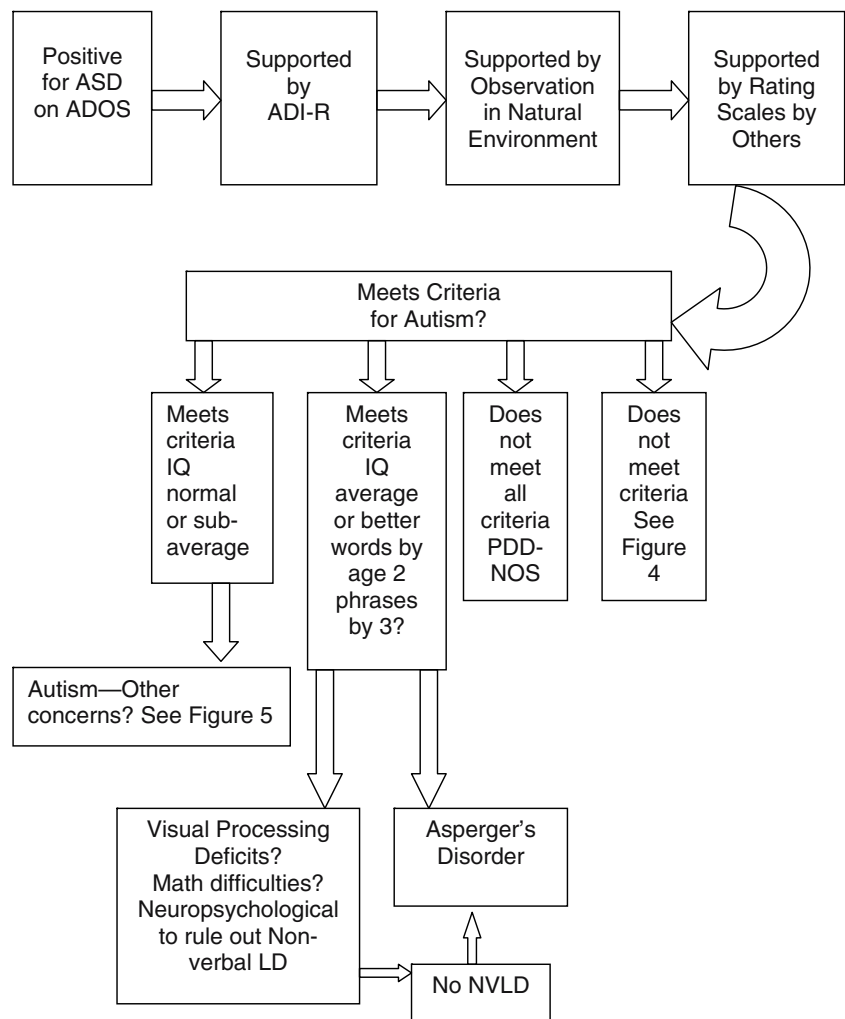 Positive
for ASD
on ADOS
Supported
by
ADI-R
Supported by
Observation
in Natural
Environment
Supported
by Rating
Scales by
Others
Meets Criteria
for Autism?
Meets
criteria
IQ
normal
or sub-
average
Meets
criteria
IQ
average
or better
words by
age 2
phrases
by 3?
Does
not
meet
all
criteria
PDD-
NOS
Does
not
meet
criteria
See
Figure
4
Autism—Other
concerns? See Figure 5
Visual Processing
Deficits?
Math difficulties?
Neuropsychological
to rule out Non-
verbal LD
Asperger's
Disorder
No NVLD